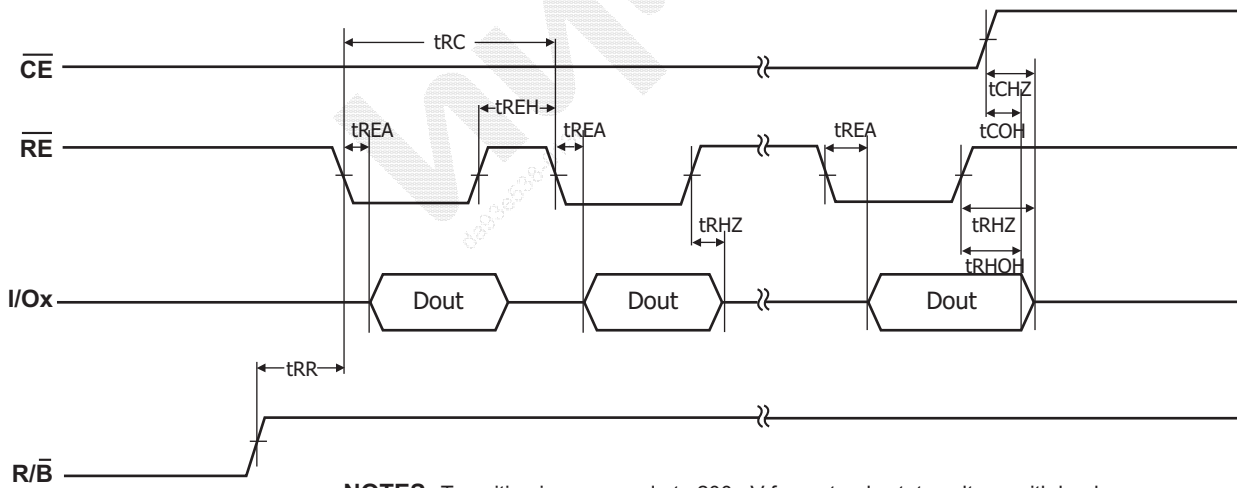 tRC
CE
tCHZ
tREH
tREA
tREA
tREA
tCOH
RE
tRHZ
tRHZ
tRHOH
I/Ox
Dout
Dout
Dout
tRR
R/B̅